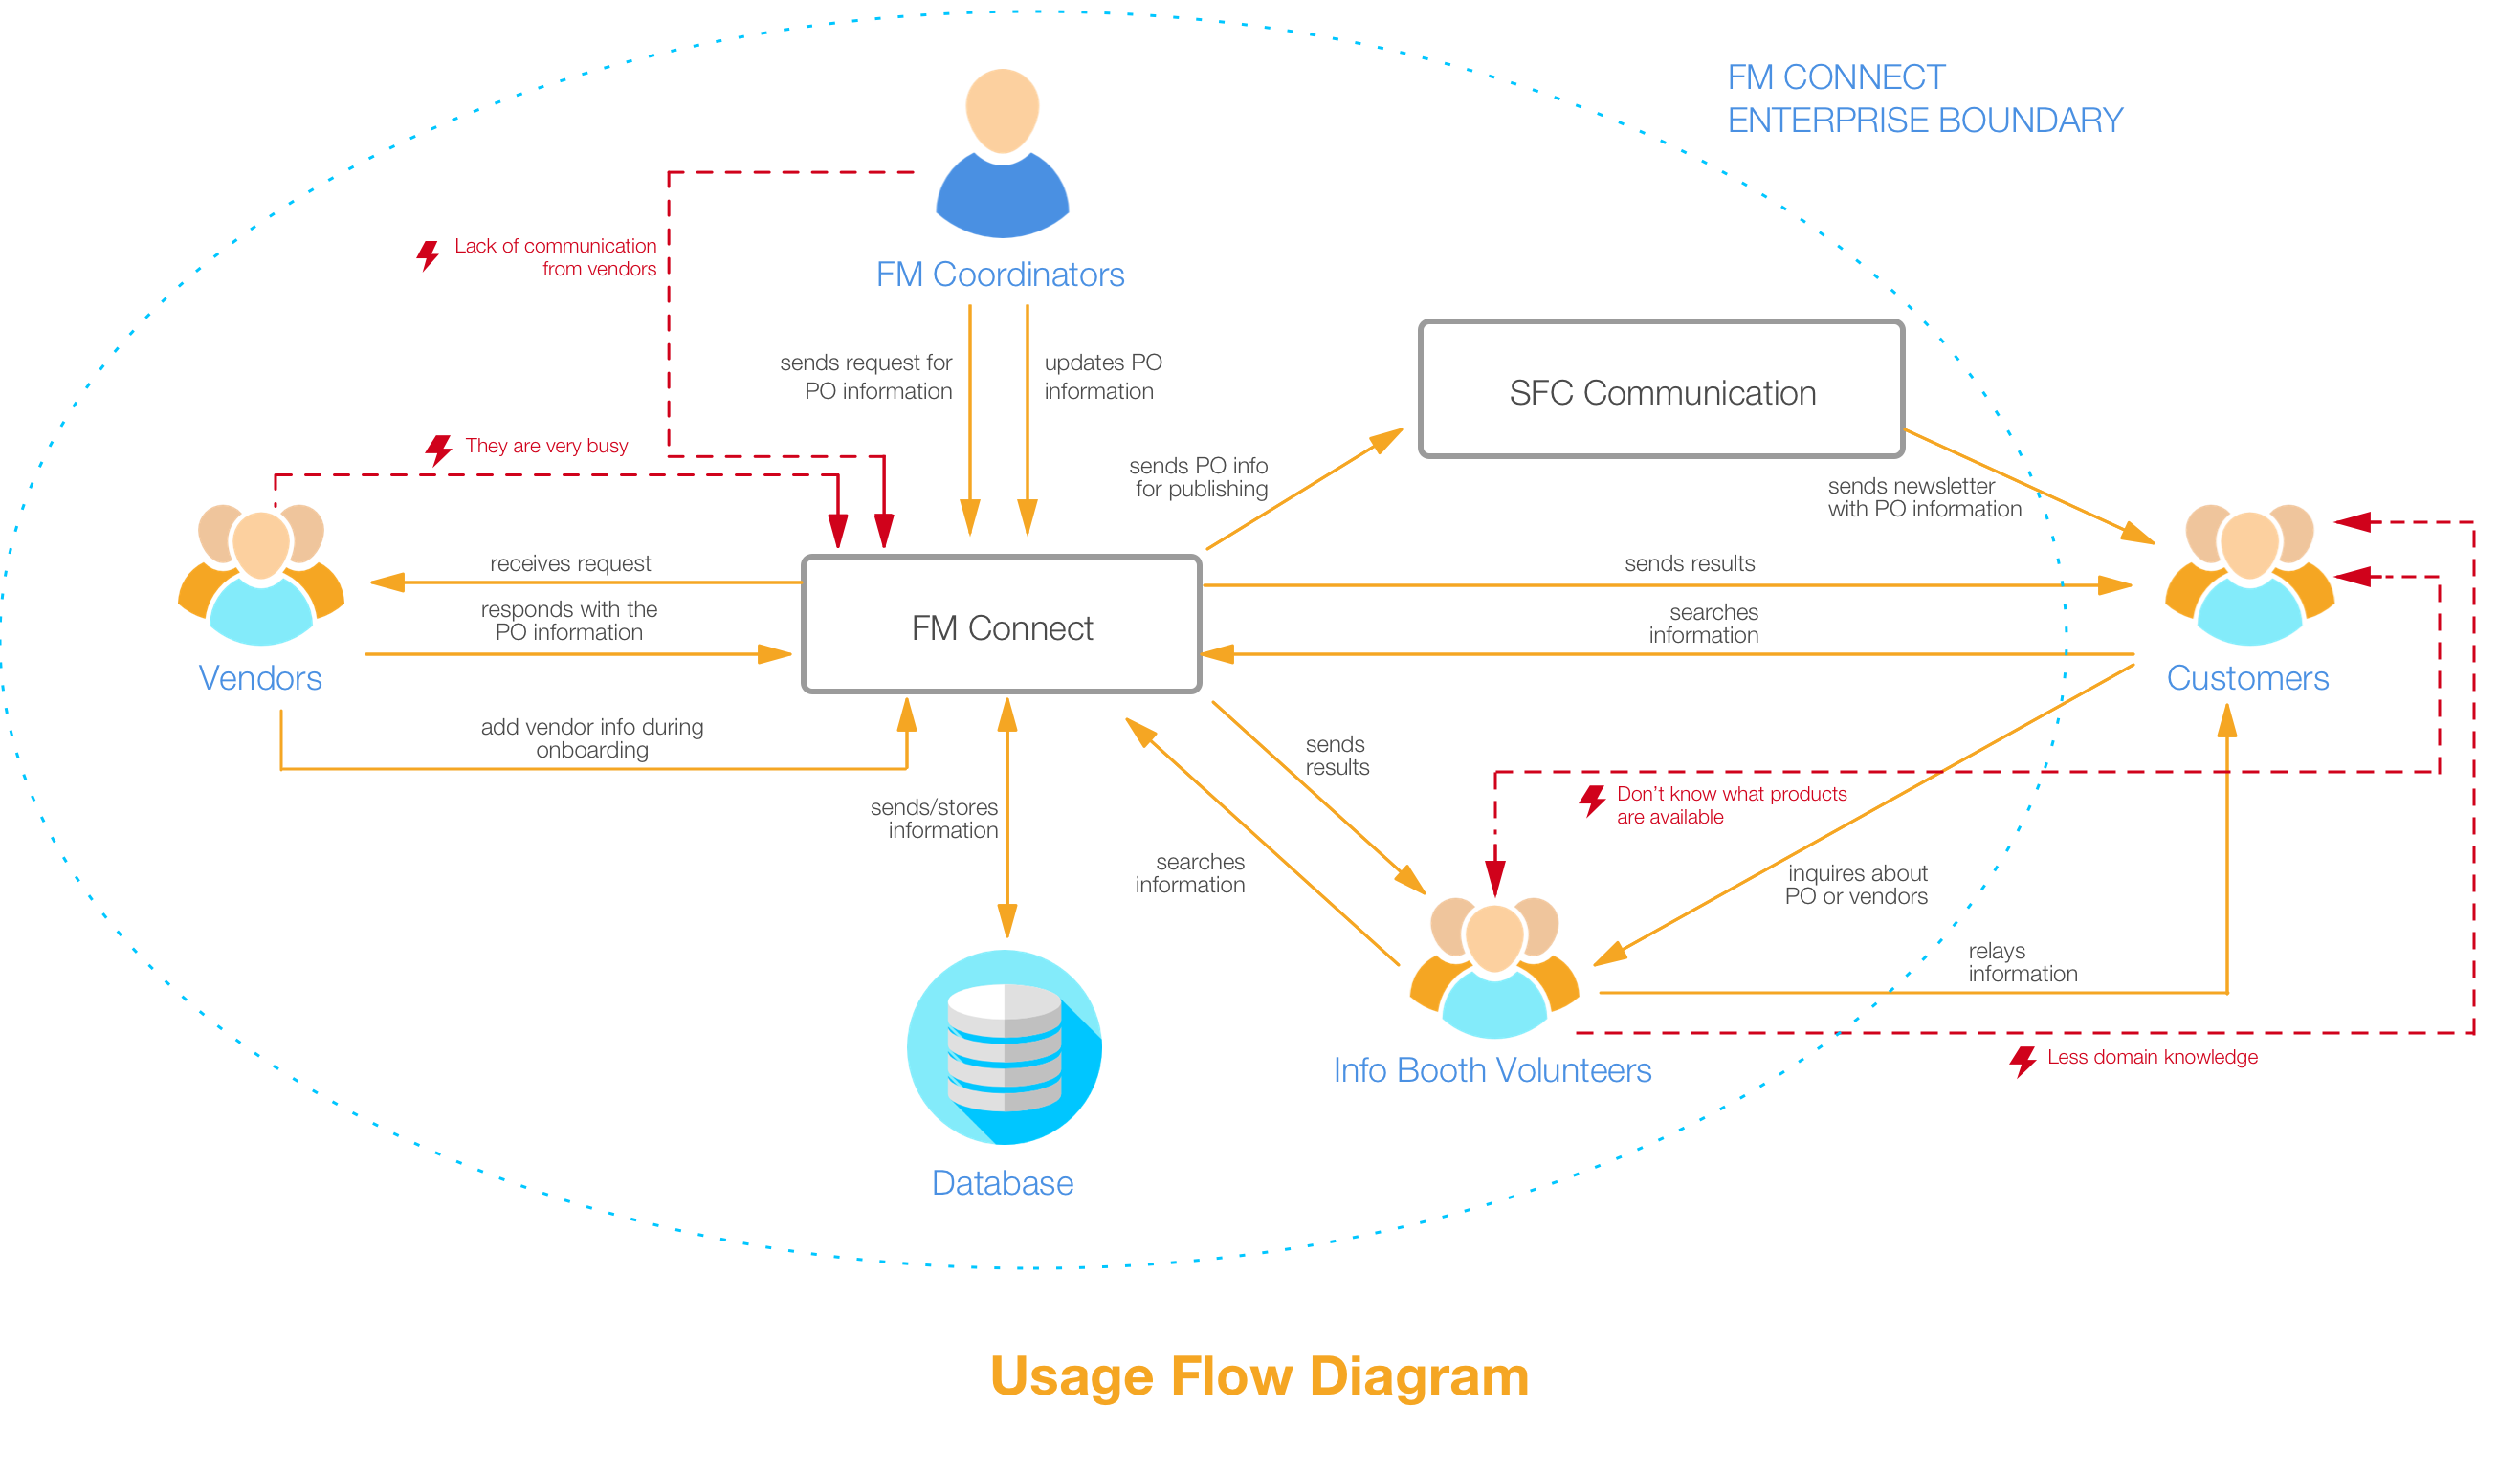 FM CONNECT
ENTERPRISE BOUNDARY
Lack of communication
from vendors
FM Coordinators
sends request for
PO information
updates PO
information
SFC Communication
They are very busy
sends PO info
for publishing
sends newsletter
with PO information
receives request
responds with the
PO information
FM Connect
sends results
searches
information
Vendors
Customers
add vendor info during
onboarding
sends
results
Don't know what products
are available
sends/stores
information
searches
information
inquires about
PO or vendors
relays
information
Info Booth Volunteers
Less domain knowledge
Database
Usage Flow Diagram